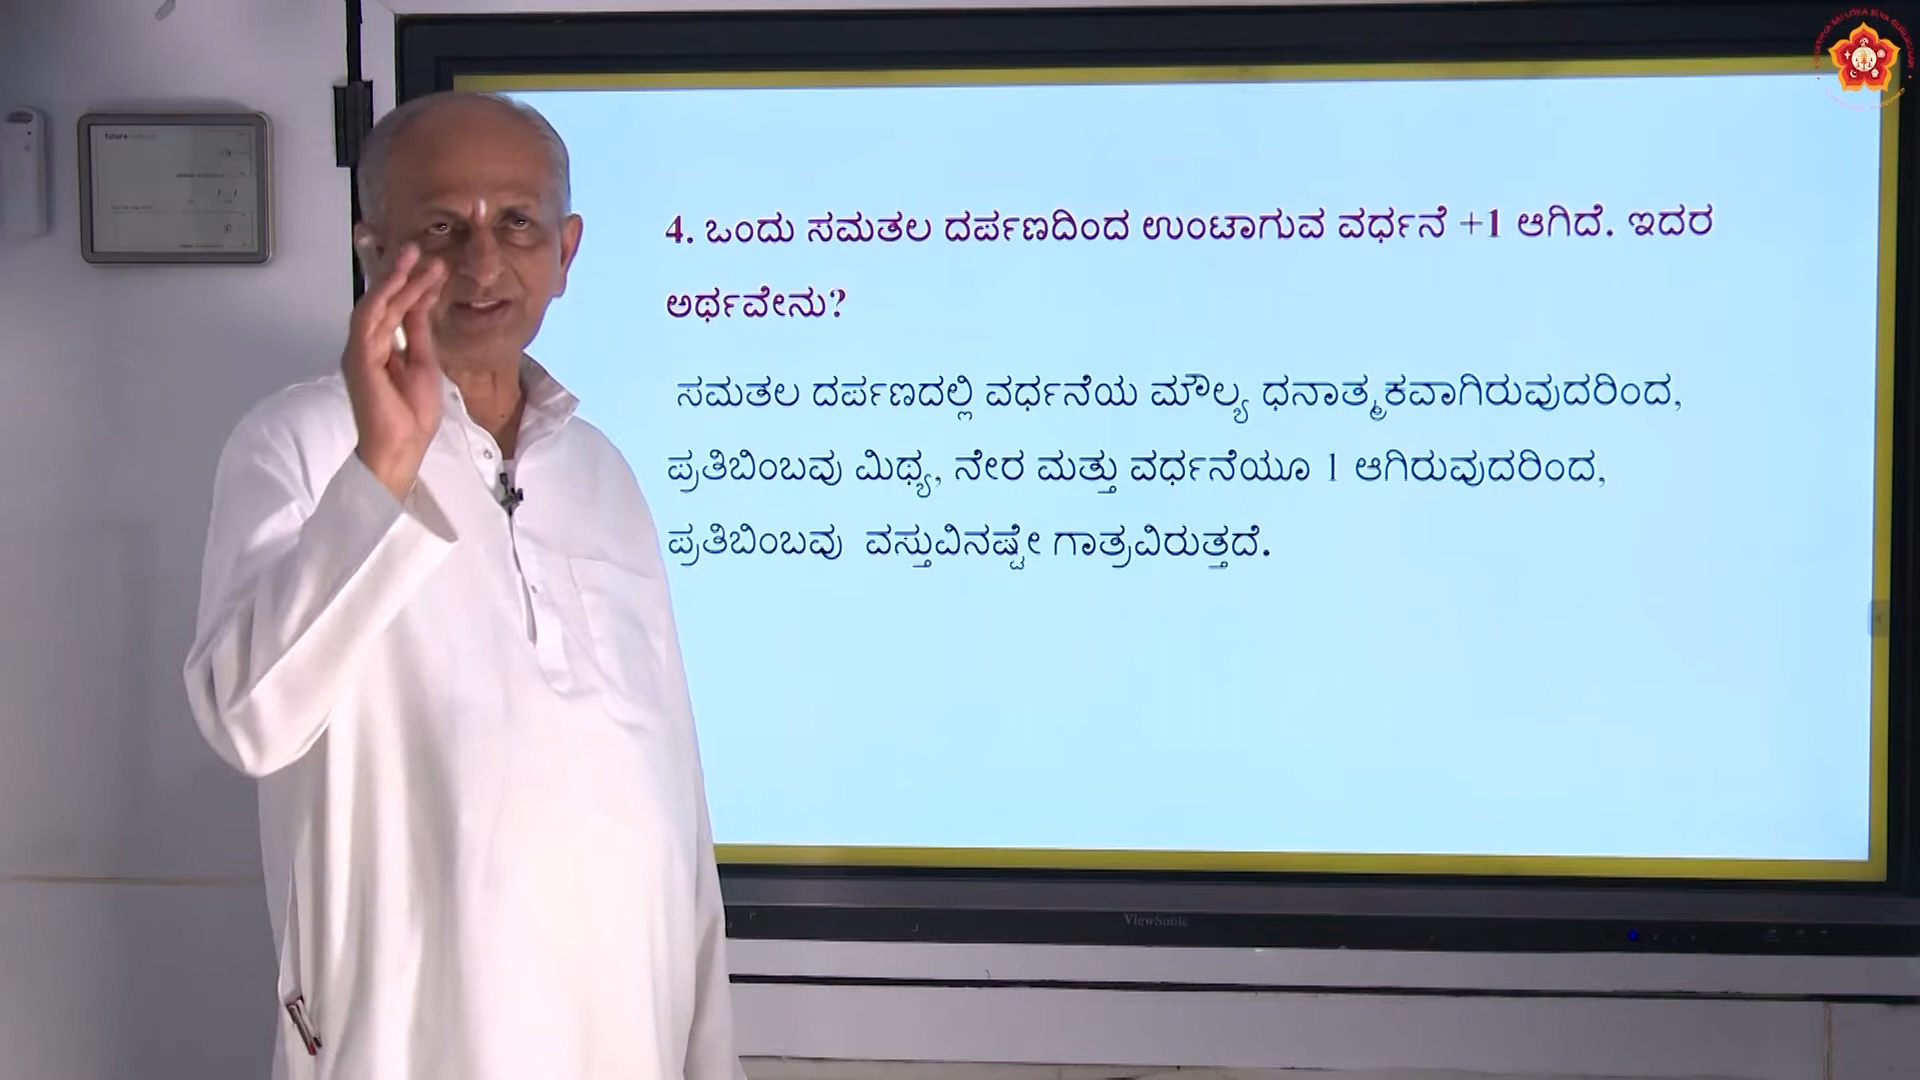 4. ಒಂದು ಸಮತಲ ದರ್ಪಣದಿಂದ ಉಂಟಾಗುವ ವರ್ಧನೆ +1 ಆಗಿದೆ. ಇದರ
ಅರ್ಥವೇನು?
ಸಮತಲ ದರ್ಪಣದಲ್ಲಿ ವರ್ಧನೆಯ ಮೌಲ್ಯ ಧನಾತ್ಮಕವಾಗಿರುವುದರಿಂದ,
ಪ್ರತಿಬಿಂಬವು ಮಿಥ್ಯ, ನೇರ ಮತ್ತು ವರ್ಧನೆಯೂ 1 ಆಗಿರುವುದರಿಂದ,
ಪ್ರತಿಬಿಂಬವು ವಸ್ತುವಿನಷ್ಟೇ ಗಾತ್ರವಿರುತ್ತದೆ.
ViewSonic